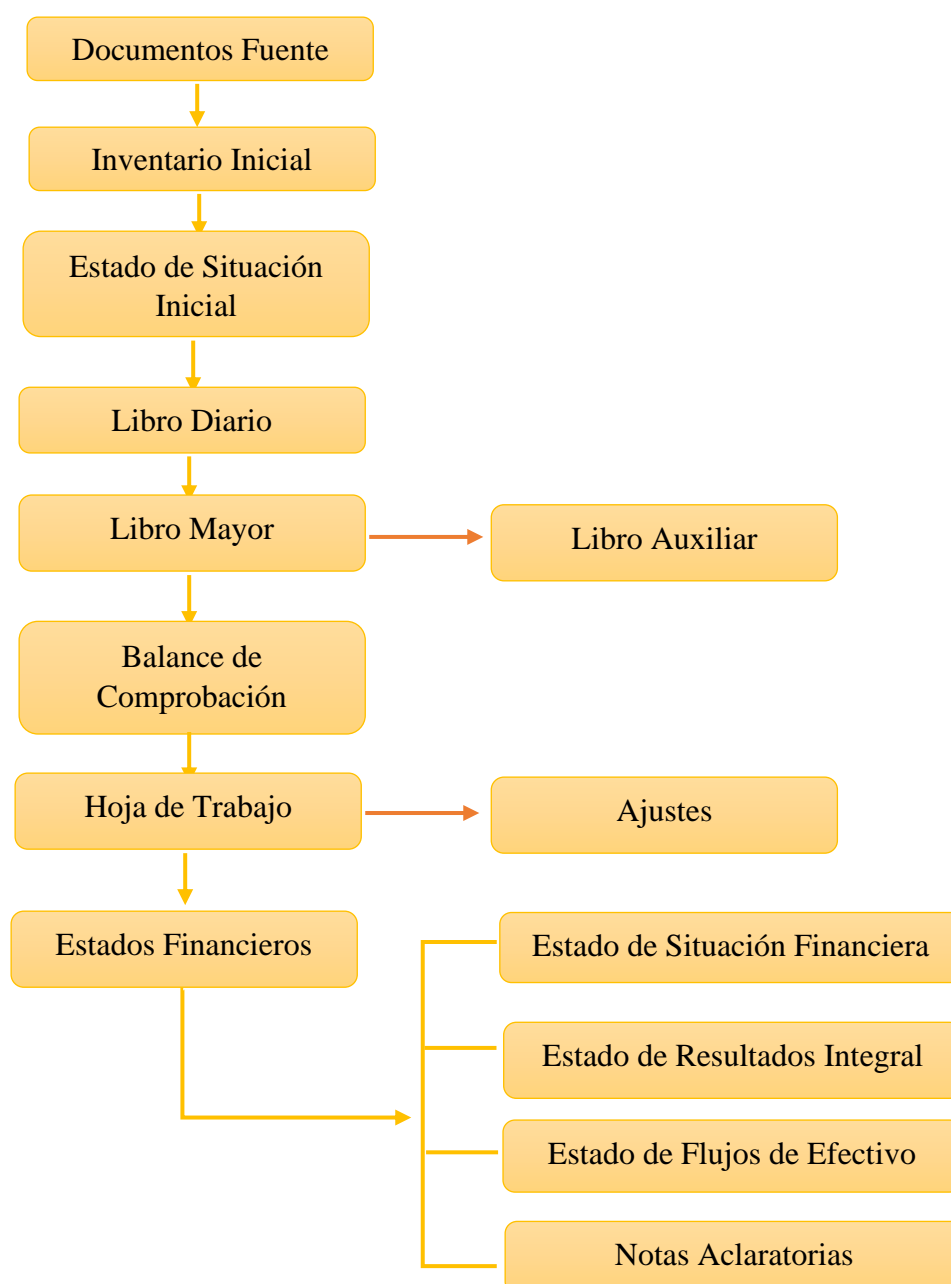 Documentos Fuente
Inventario Inicial
Estado de Situación
Inicial
Libro Diario
Libro Mayor
Libro Auxiliar
Balance de
Comprobación
Hoja de Trabajo
Ajustes
Estados Financieros
Estado de Situación Financiera
Estado de Resultados Integral
Estado de Flujos de Efectivo
Notas Aclaratorias